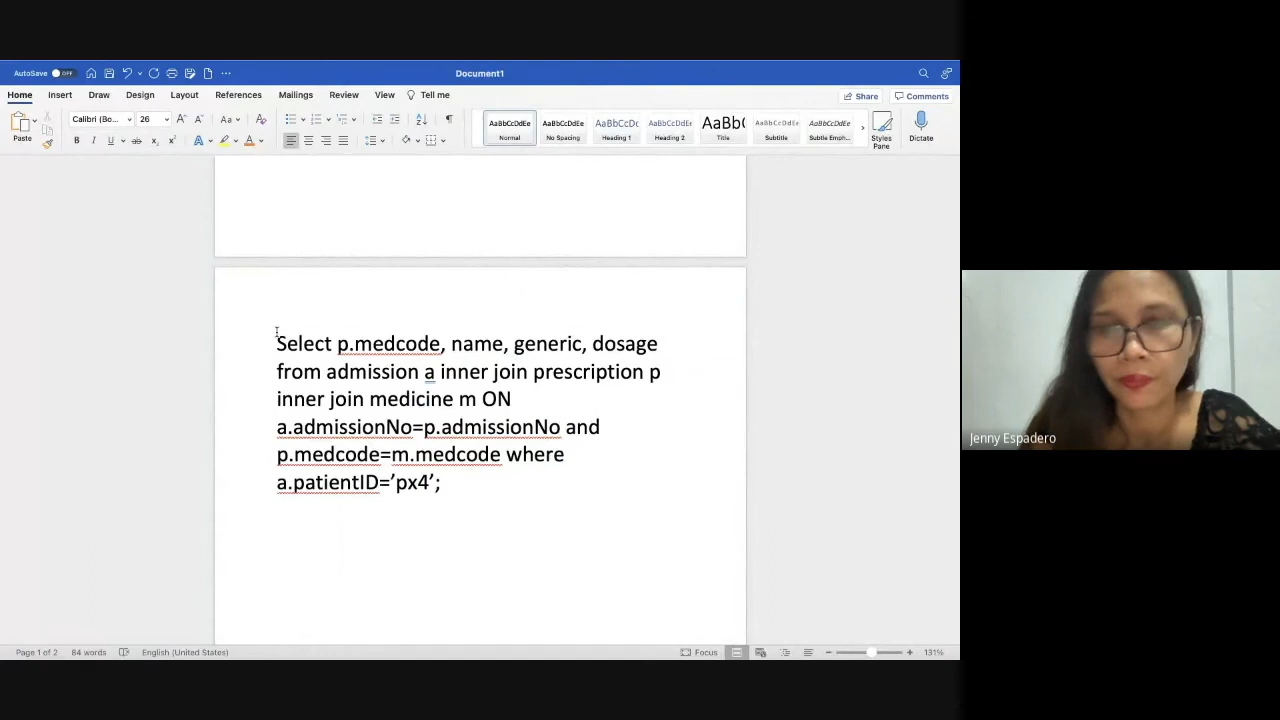 AutoSave OFF
Document1
Home Insert Draw Design Layout References Mailings Review View Tell me
Share Comments
Paste
Calibri (Bo... 26
AaBbCcDdEe Normal
AaBbCcDdEe No Spacing
AaBbCcDc Heading 1
AaBbCcDdEe Heading 2
AaBb( Title
AaBbCcDdEe Subtitle
AaBbCcDdEe Subtle Emph...
Styles Pane
Dictate
Select p.medcode, name, generic, dosage
from admission a inner join prescription p
inner join medicine m ON
a.admissionNo=p.admissionNo and
p.medcode=m.medcode where
a.patientID=’px4’;
Jenny Espadero
Page 1 of 2 84 words English (United States) Focus 131%